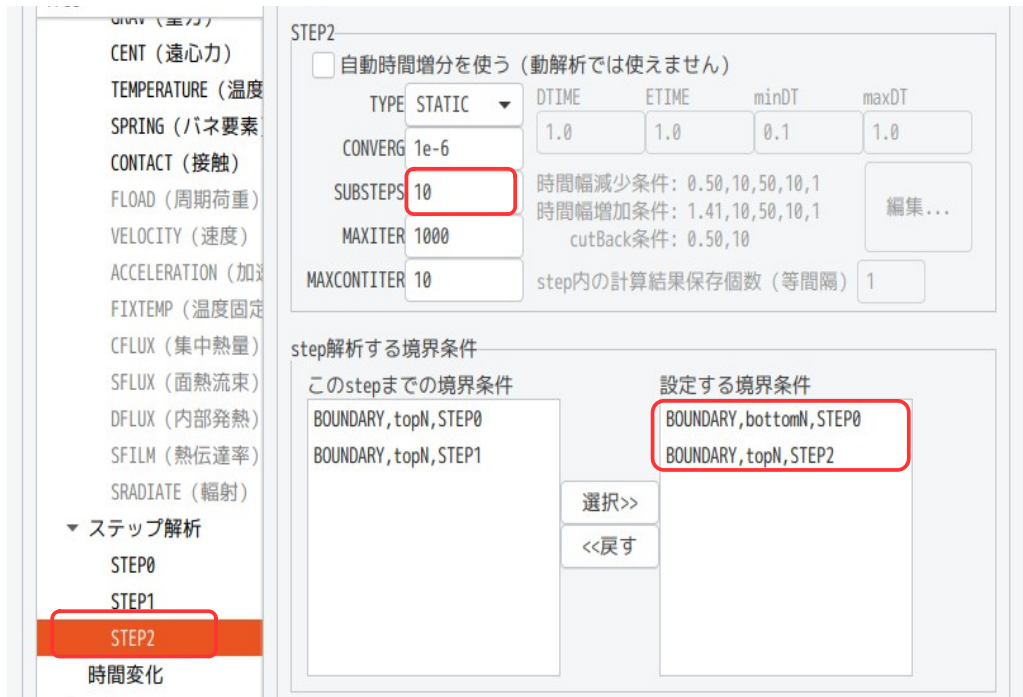 GRAV (重力)
CENT (遠心力)
TEMPERATURE (温度
SPRING (バネ要素
CONTACT (接触)
FLOAD (周期荷重)
VELOCITY (速度)
ACCELERATION (加速
FIXTEMP (温度固定
CFLUX (集中熱量)
SFLUX (面熱流束)
DFLUX (内部発熱)
SFILM (熱伝達率)
SRADIATE (輻射)
ステップ解析
STEP0
STEP1
STEP2
時間変化
STEP2
自動時間増分を使う (動解析では使えません)
TYPE STATIC
CONVERG 1e-6
SUBSTEPS 10
MAXITER 1000
MAXCONTITER 10
DTIME ETIME minDT maxDT
1.0 1.0 0.1 1.0
時間幅減少条件: 0.50,10,50,10,1
時間幅増加条件: 1.41,10,50,10,1
cutBack条件: 0.50,10
編集...
step内の計算結果保存個数 (等間隔) 1
step解析する境界条件
このstepまでの境界条件
BOUNDARY,topN,STEP0
BOUNDARY,topN,STEP1
選択>>
<<戻す
設定する境界条件
BOUNDARY,bottomN,STEP0
BOUNDARY,topN,STEP2